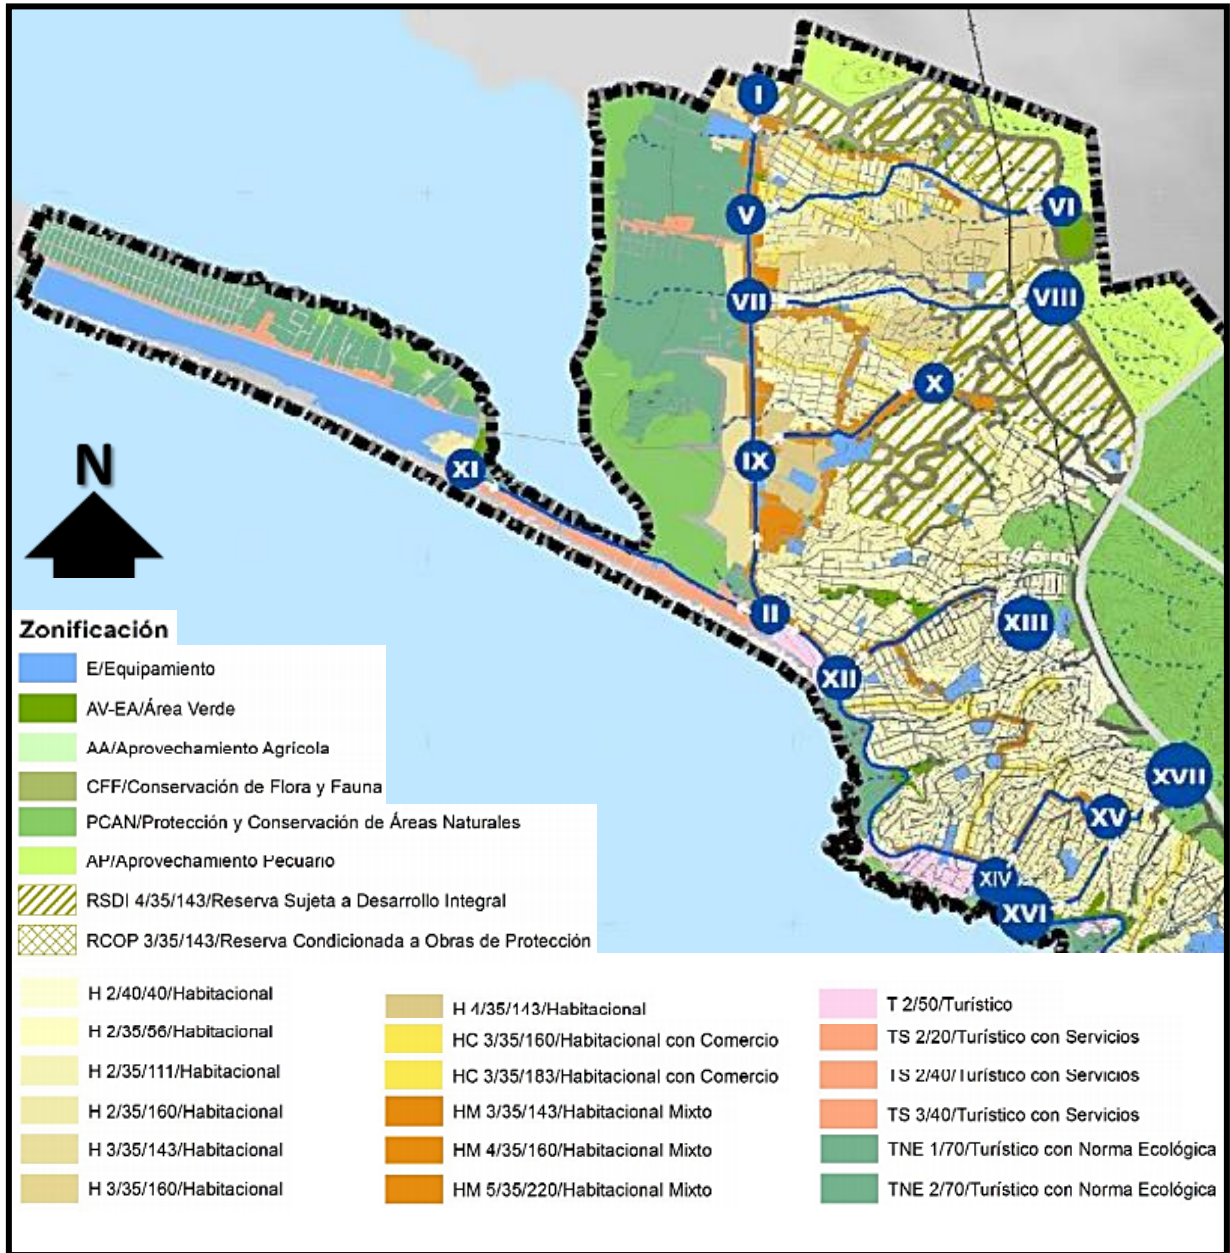 I
V
VI
VII
VIII
X
IX
XI
N
II
XIII
XII
XVII
XV
XIV
XVI
Zonificación
E/Equipamiento
AV-EA/Área Verde
AA/Aprovechamiento Agrícola
CFF/Conservación de Flora y Fauna
PCAN/Protección y Conservación de Áreas Naturales
AP/Aprovechamiento Pecuario
RSDI 4/35/143/Reserva Sujeta a Desarrollo Integral
RCOP 3/35/143/Reserva Condicionada a Obras de Protección
H 2/40/40/Habitacional
H 2/35/56/Habitacional
H 2/35/111/Habitacional
H 2/35/160/Habitacional
H 3/35/143/Habitacional
H 3/35/160/Habitacional
H 4/35/143/Habitacional
HC 3/35/160/Habitacional con Comercio
HC 3/35/183/Habitacional con Comercio
HM 3/35/143/Habitacional Mixto
HM 4/35/160/Habitacional Mixto
HM 5/35/220/Habitacional Mixto
T 2/50/Turístico
TS 2/20/Turístico con Servicios
TS 2/40/Turístico con Servicios
TS 3/40/Turístico con Servicios
TNE 1/70/Turístico con Norma Ecológica
TNE 2/70/Turístico con Norma Ecológica